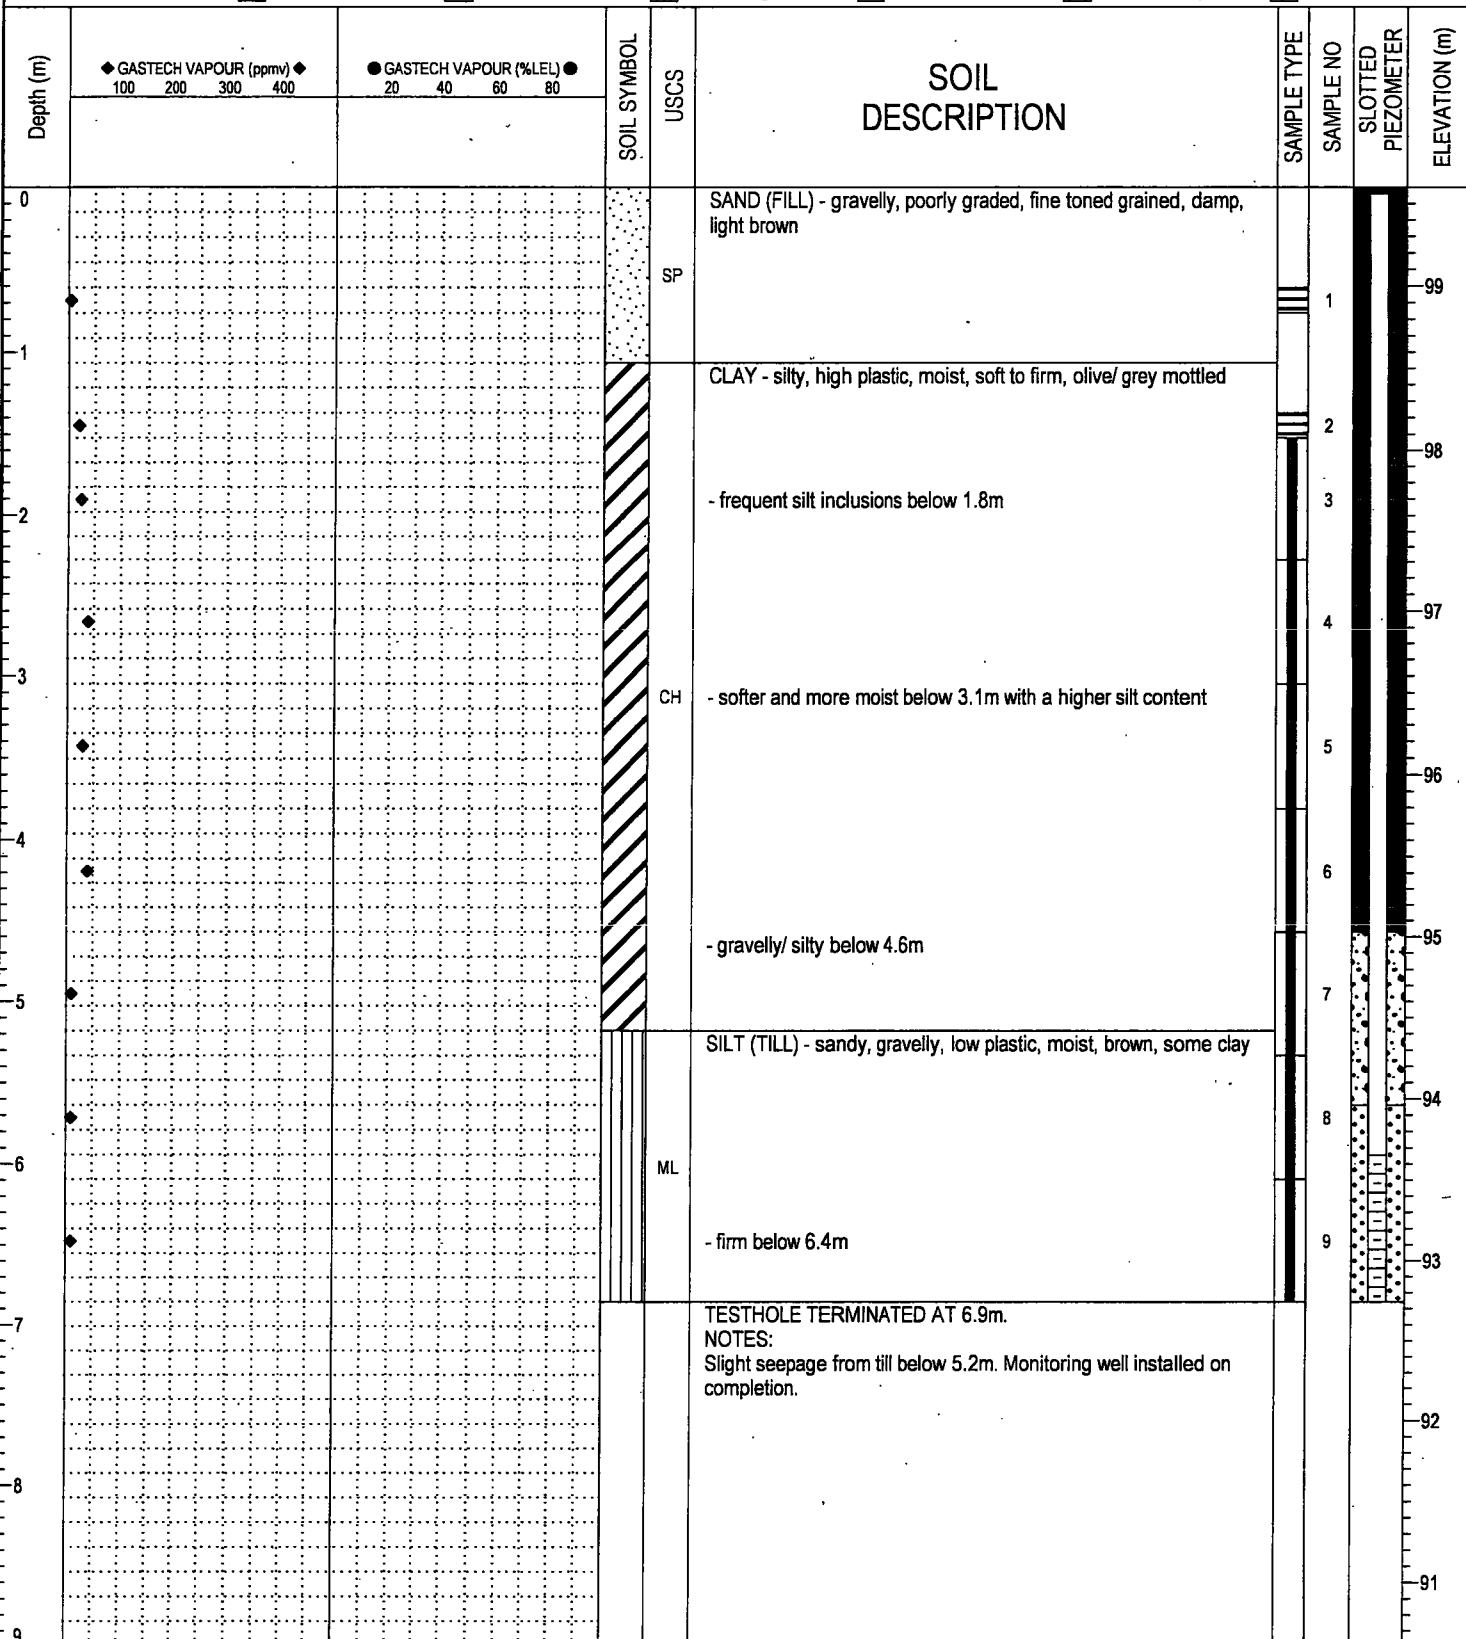 Depth (m)
◆ GASTECH VAPOUR (ppmv) ◆
100 200 300 400
● GASTECH VAPOUR (%LEL) ●
20 40 60 80
SOIL SYMBOL
USCS
SOIL
DESCRIPTION
SAMPLE TYPE
SAMPLE NO
SLOTTED
PIEZOMETER
ELEVATION (m)
0
SAND (FILL) - gravelly, poorly graded, fine toned grained, damp,
light brown
SP
1
99
1
CLAY - silty, high plastic, moist, soft to firm, olive/ grey mottled
2
98
- frequent silt inclusions below 1.8m
3
2
97
4
3
CH
- softer and more moist below 3.1m with a higher silt content
5
96
4
6
95
- gravelly/ silty below 4.6m
7
5
SILT (TILL) - sandy, gravelly, low plastic, moist, brown, some clay
94
8
6
ML
- firm below 6.4m
9
93
TESTHOLE TERMINATED AT 6.9m.
7
NOTES:
Slight seepage from till below 5.2m. Monitoring well installed on
completion.
92
8
91
9